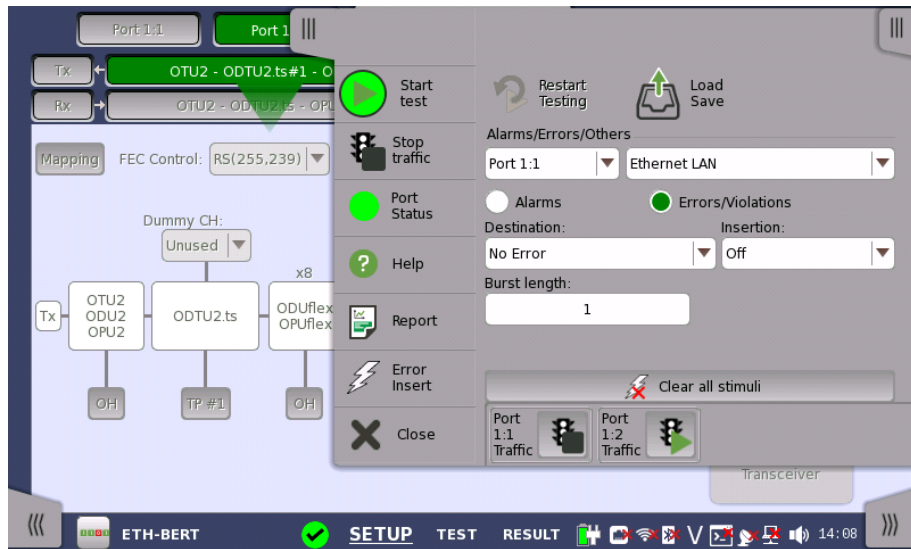 Port 1:1
Port 1
Tx
OTU2 - ODTU2.ts#1 - O
Rx
OTU2 - ODTU2.ts - OPU
Mapping
FEC Control:
RS(255,239)
Dummy CH:
Unused
x8
Tx
OTU2
ODU2
OPU2
ODTU2.ts
ODUflex
OPUflex
OH
TP #1
OH
Start
test
Stop
traffic
Port
Status
?
Help
Report
Error
Insert
Close
Restart
Testing
Load
Save
Alarms/Errors/Others
Port 1:1
Ethernet LAN
Alarms
Errors/Violations
Destination:
Insertion:
No Error
Off
Burst length:
1
Clear all stimuli
Port
1:1
Traffic
Port
1:2
Traffic
Transceiver
ETH-BERT
SETUP
TEST
RESULT
V
14:08